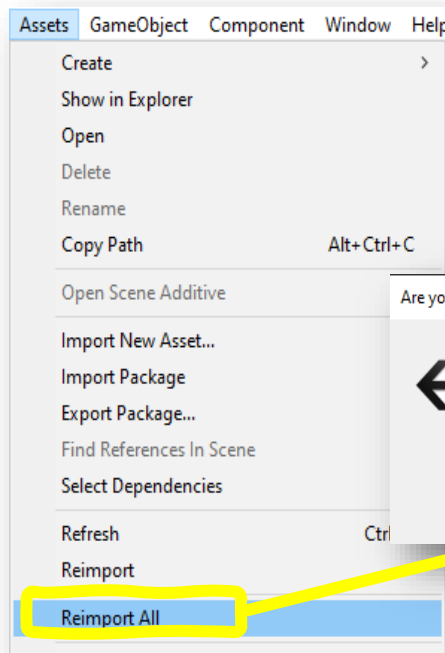 Assets GameObject Component Window Help
Create >
Show in Explorer
Open
Delete
Rename
Copy Path Alt+Ctrl+C
Open Scene Additive
Are yo
Import New Asset...
Import Package
Export Package...
Find References In Scene
Select Dependencies
Refresh Ctrl
Reimport
Reimport All